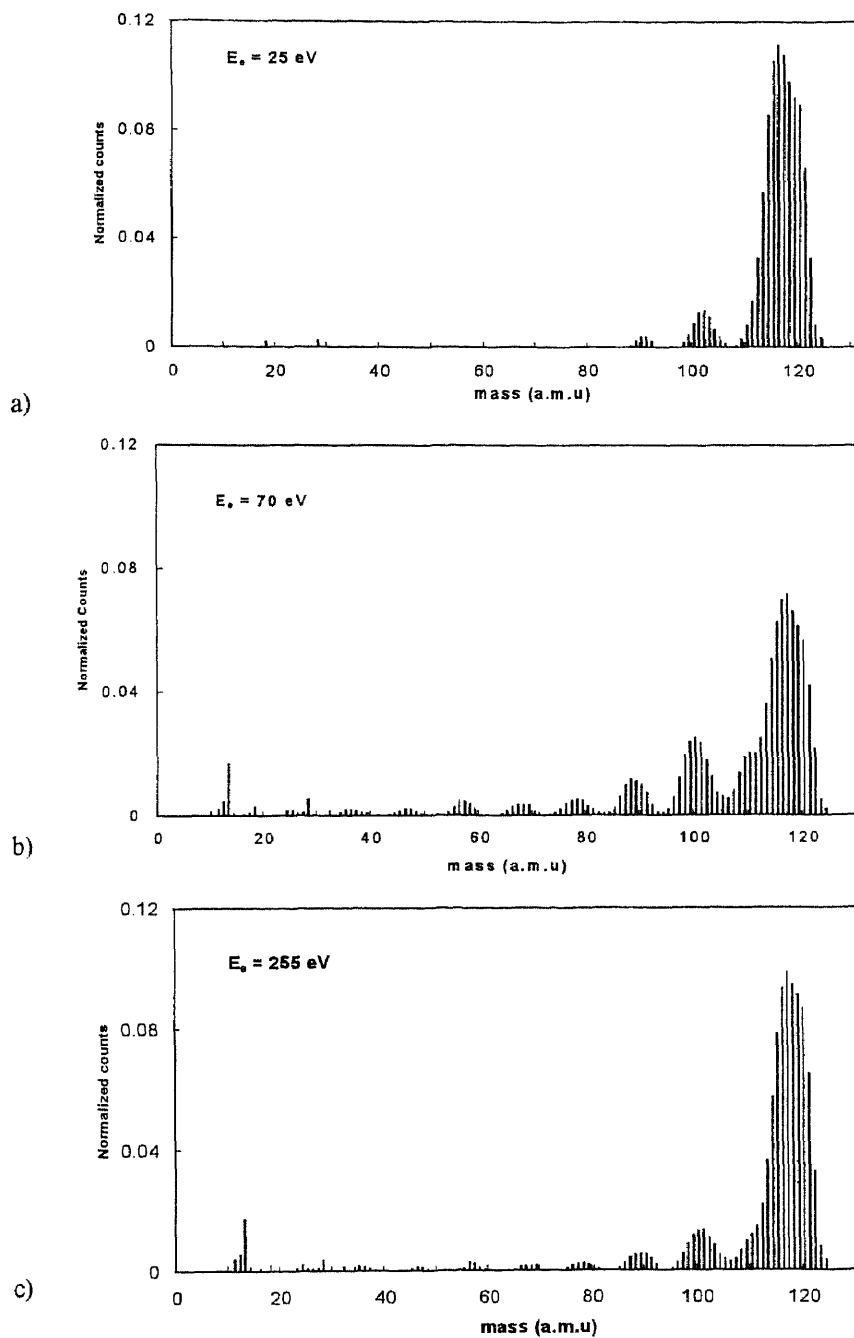 0.12
E_e = 25 eV
0.08
Normalized counts
0.04
0
0 20 40 60 80 100 120
mass (a.m.u)
a)
0.12
E_e = 70 eV
0.08
Normalized Counts
0.04
0
0 20 40 60 80 100 120
mass (a.m.u)
b)
0.12
E_e = 255 eV
0.08
Normalized counts
0.04
0
0 20 40 60 80 100 120
mass (a.m.u)
c)